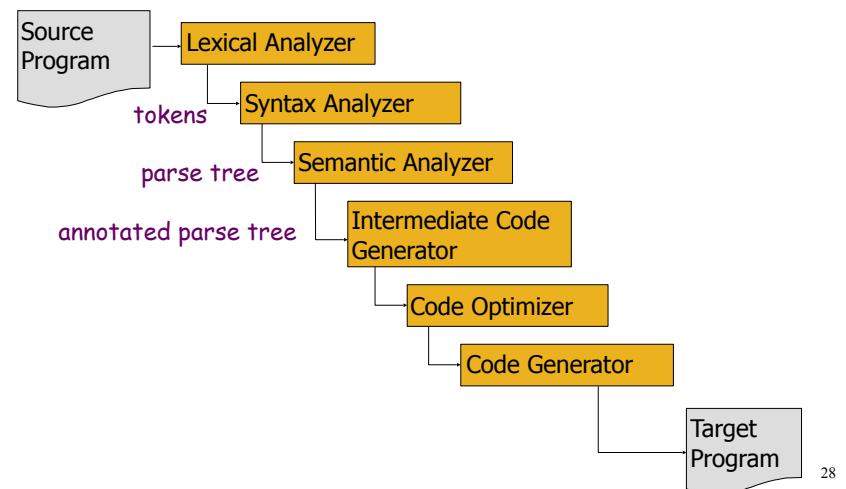 Source
Program
Lexical Analyzer
tokens
Syntax Analyzer
parse tree
Semantic Analyzer
annotated parse tree
Intermediate Code
Generator
Code Optimizer
Code Generator
Target
Program
28